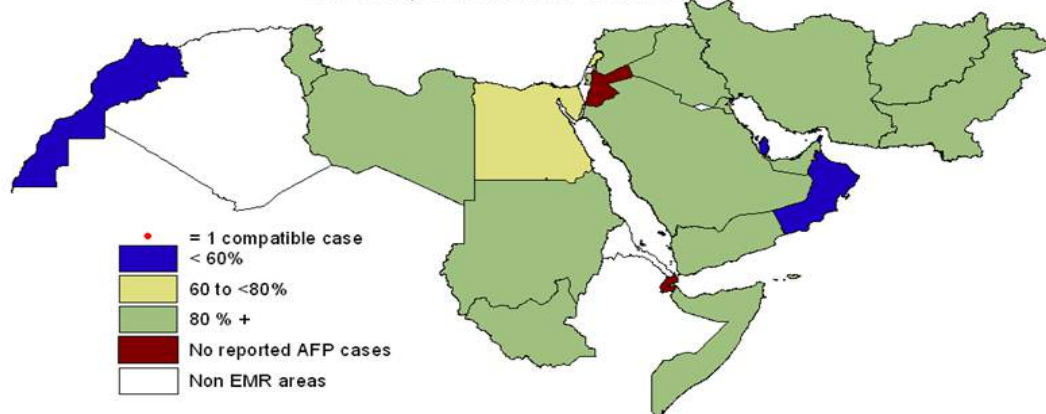 = 1 compatible case
< 60%
60 to <80%
80 % +
No reported AFP cases
Non EMR areas